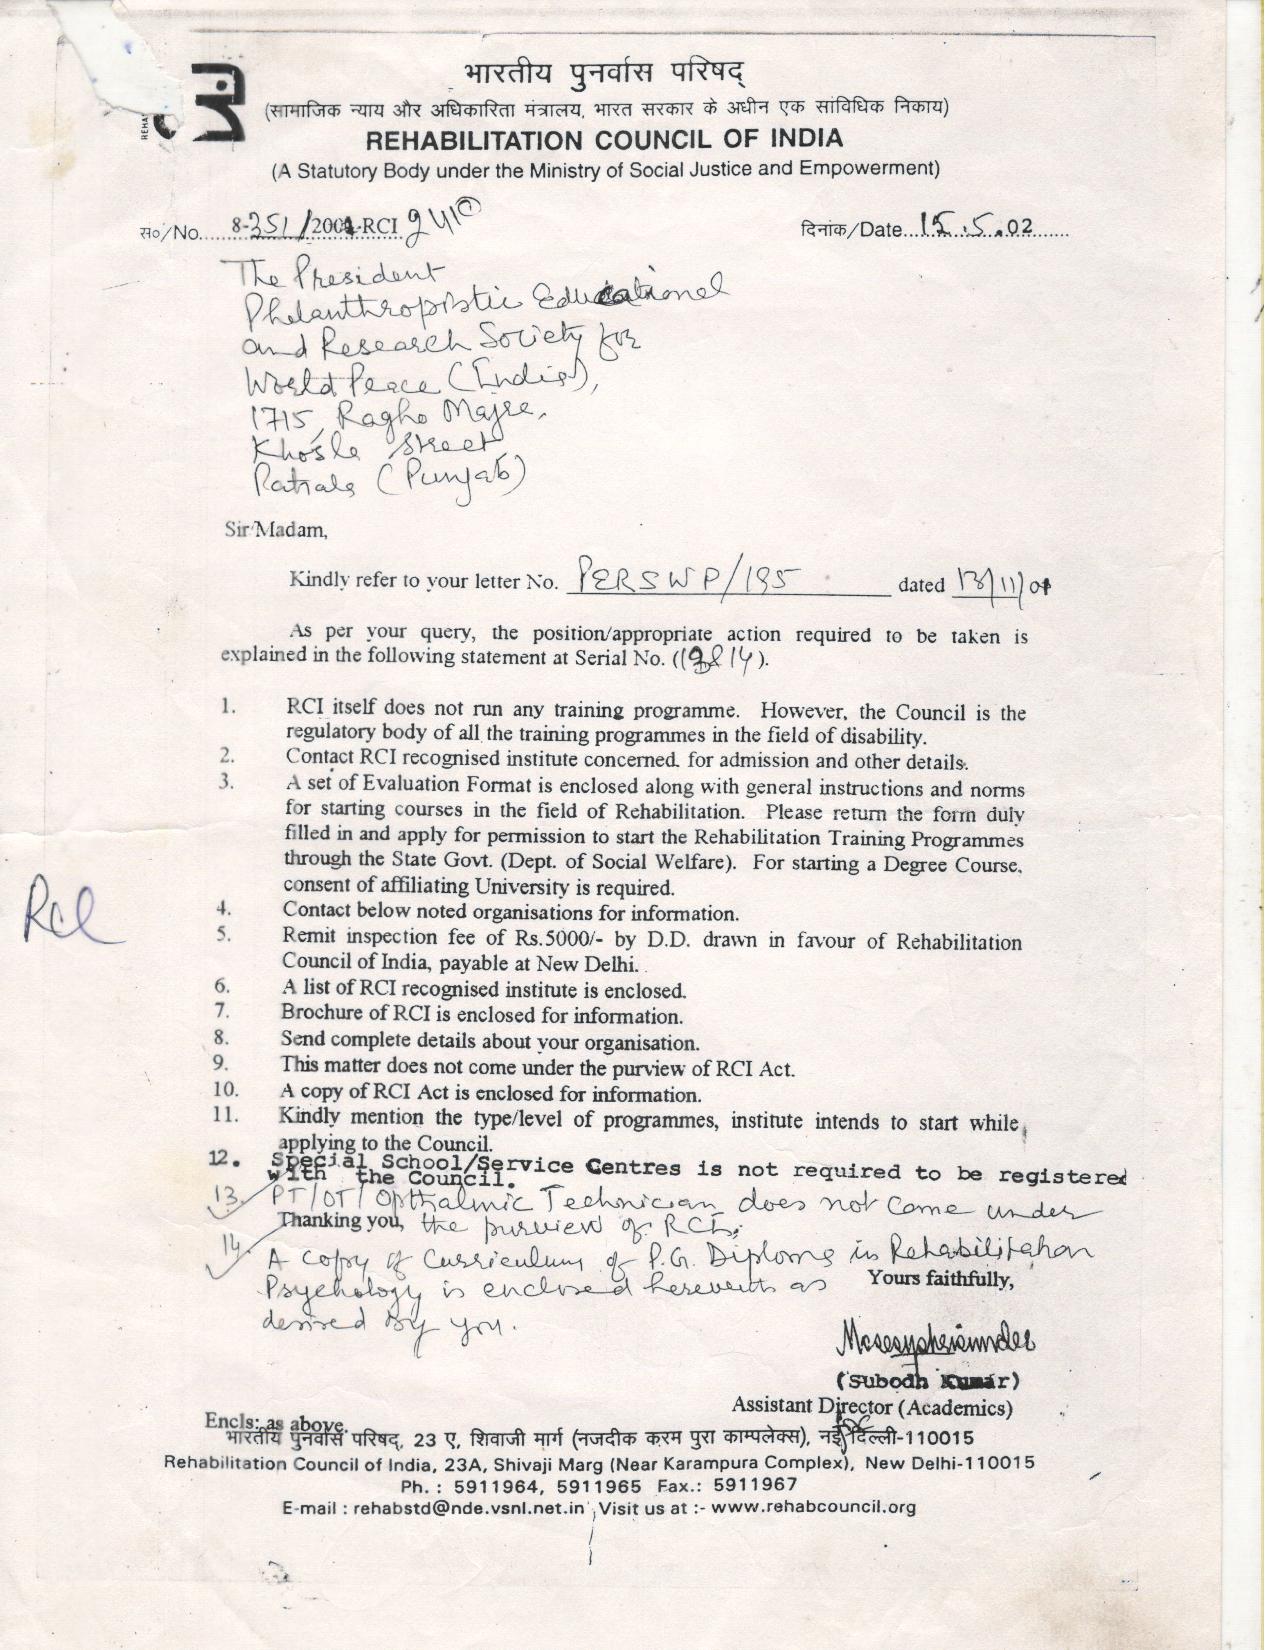 भारतीय पुनर्वास परिषद्
(सामाजिक न्याय और अधिकारिता मंत्रालय, भारत सरकार के अधीन एक सांविधिक निकाय)
REHABILITATION COUNCIL OF INDIA
(A Statutory Body under the Ministry of Social Justice and Empowerment)
REHA
स०/No. 8-351/2001-RCI दिनांक/Date 15.5.02
The President
Philanthropistic Educational
and Research Society for
World Peace (India),
1715, Ragho Majra,
Khosla Street
Patiala (Punjab)
Sir/Madam,
Kindly refer to your letter No. PERSWP/195 dated 13/11/01
As per your query, the position/appropriate action required to be taken is
explained in the following statement at Serial No. (13&14).
1. RCI itself does not run any training programme. However, the Council is the
regulatory body of all the training programmes in the field of disability.
2. Contact RCI recognised institute concerned. for admission and other details.
3. A set of Evaluation Format is enclosed along with general instructions and norms
for starting courses in the field of Rehabilitation. Please return the form duly
filled in and apply for permission to start the Rehabilitation Training Programmes
through the State Govt. (Dept. of Social Welfare). For starting a Degree Course,
consent of affiliating University is required.
Rcl
4. Contact below noted organisations for information.
5. Remit inspection fee of Rs.5000/- by D.D. drawn in favour of Rehabilitation
Council of India, payable at New Delhi.
6. A list of RCI recognised institute is enclosed.
7. Brochure of RCI is enclosed for information.
8. Send complete details about your organisation.
9. This matter does not come under the purview of RCI Act.
10. A copy of RCI Act is enclosed for information.
11. Kindly mention the type/level of programmes, institute intends to start while
applying to the Council.
12. Special School/Service Centres is not required to be registered
with the Council.
13. PT/OT/Opthalmic Technician does not come under
Thanking you, the purview of RCI.
14. A copy of Curriculum of P.G. Diploma in Rehabilitation
Yours faithfully,
Psychology is enclosed herewith as
desired by you.
(Subodh Kumar)
Assistant Director (Academics)
Encls: as above.
भारतीय पुनर्वास परिषद, 23 ए, शिवाजी मार्ग (नजदीक करम पुरा काम्पलेक्स), नई दिल्ली-110015
Rehabilitation Council of India, 23A, Shivaji Marg (Near Karampura Complex), New Delhi-110015
Ph. : 5911964, 5911965 Fax.: 5911967
E-mail : rehabstd@nde.vsnl.net.in Visit us at :- www.rehabcouncil.org